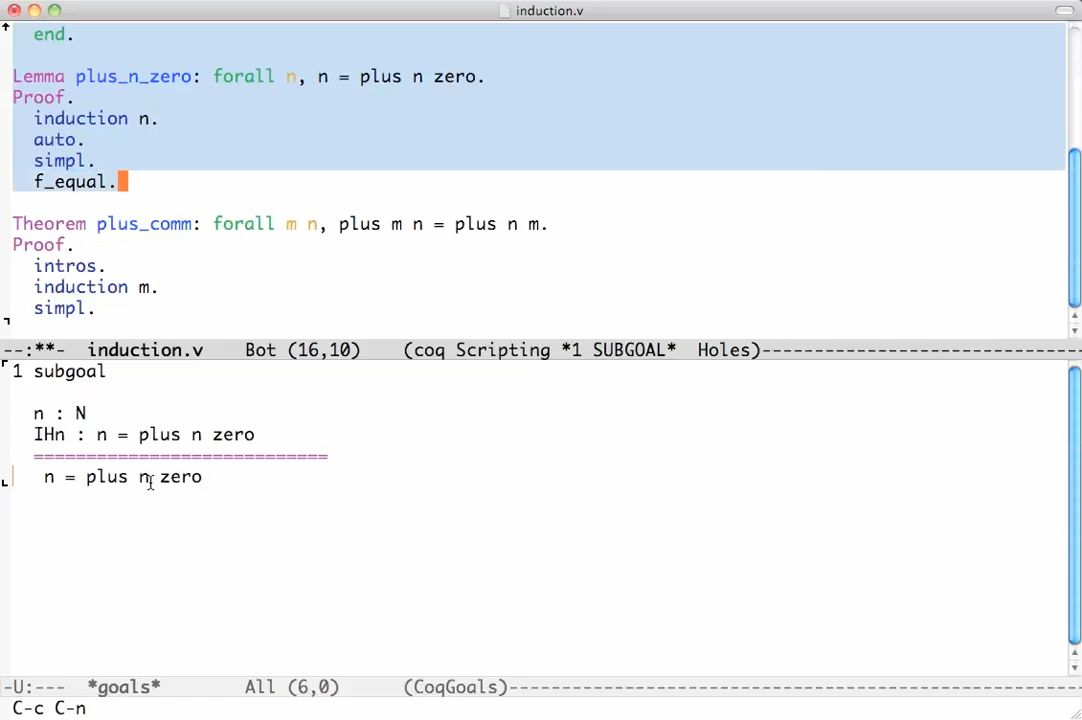 induction.v
end.
Lemma plus_n_zero: forall n, n = plus n zero.
Proof.
induction n.
auto.
simpl.
f_equal.
Theorem plus_comm: forall m n, plus m n = plus n m.
Proof.
intros.
induction m.
simpl.
--:**-  induction.v    Bot (16,10)    (coq Scripting *1 SUBGOAL*  Holes)-------------------------------
1 subgoal
n : N
IHn : n = plus n zero
============================
n = plus n zero
-U:---  *goals*        All (6,0)      (CoqGoals)-------------------------------------------------------
C-c C-n